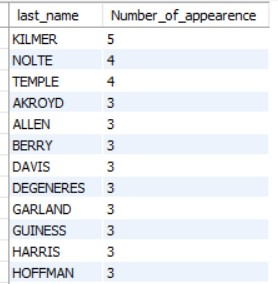 last_name Number_of_appearence
KILMER 5
NOLTE 4
TEMPLE 4
AKROYD 3
ALLEN 3
BERRY 3
DAVIS 3
DEGENERES 3
GARLAND 3
GUINESS 3
HARRIS 3
HOFFMAN 3